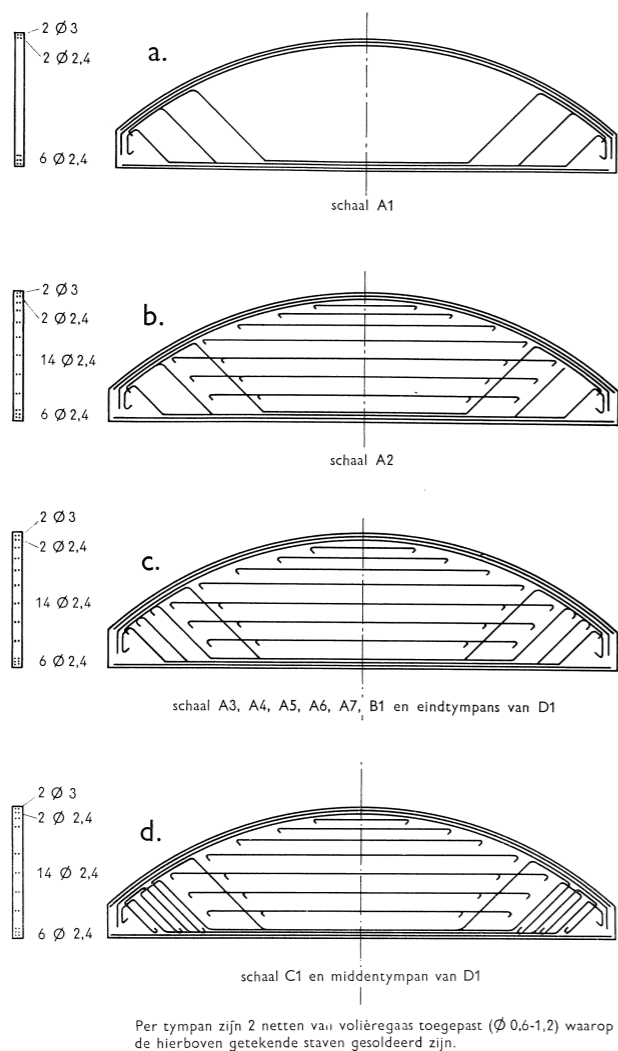 2 Ø 3
2 Ø 2,4
a.
6 Ø 2,4
schaal A1
2 Ø 3
2 Ø 2,4
b.
14 Ø 2,4
6 Ø 2,4
schaal A2
2 Ø 3
2 Ø 2,4
c.
14 Ø 2,4
6 Ø 2,4
schaal A3, A4, A5, A6, A7, B1 en eindtympans van D1
2 Ø 3
2 Ø 2,4
d.
14 Ø 2,4
6 Ø 2,4
schaal C1 en middentympan van D1
Per tympan zijn 2 netten van volièregaas toegepast (Ø 0,6-1,2) waarop
de hierboven getekende staven gesoldeerd zijn.